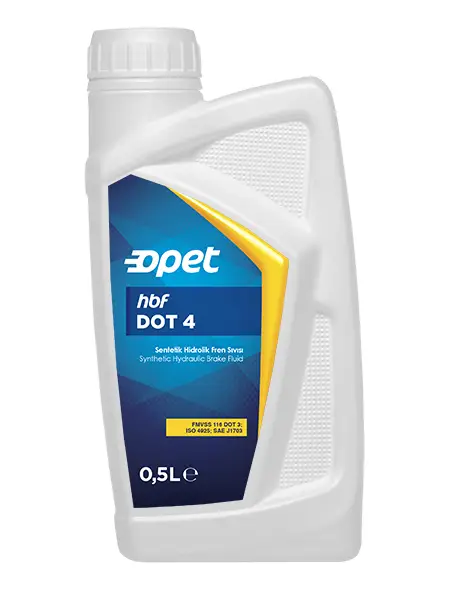 opet
hbf
DOT 4
Sentetik Hidrolik Fren Sıvısı
Synthetic Hydraulic Brake Fluid
FMVSS 116 DOT 3;
ISO 4925; SAE J1703
0,5L℮